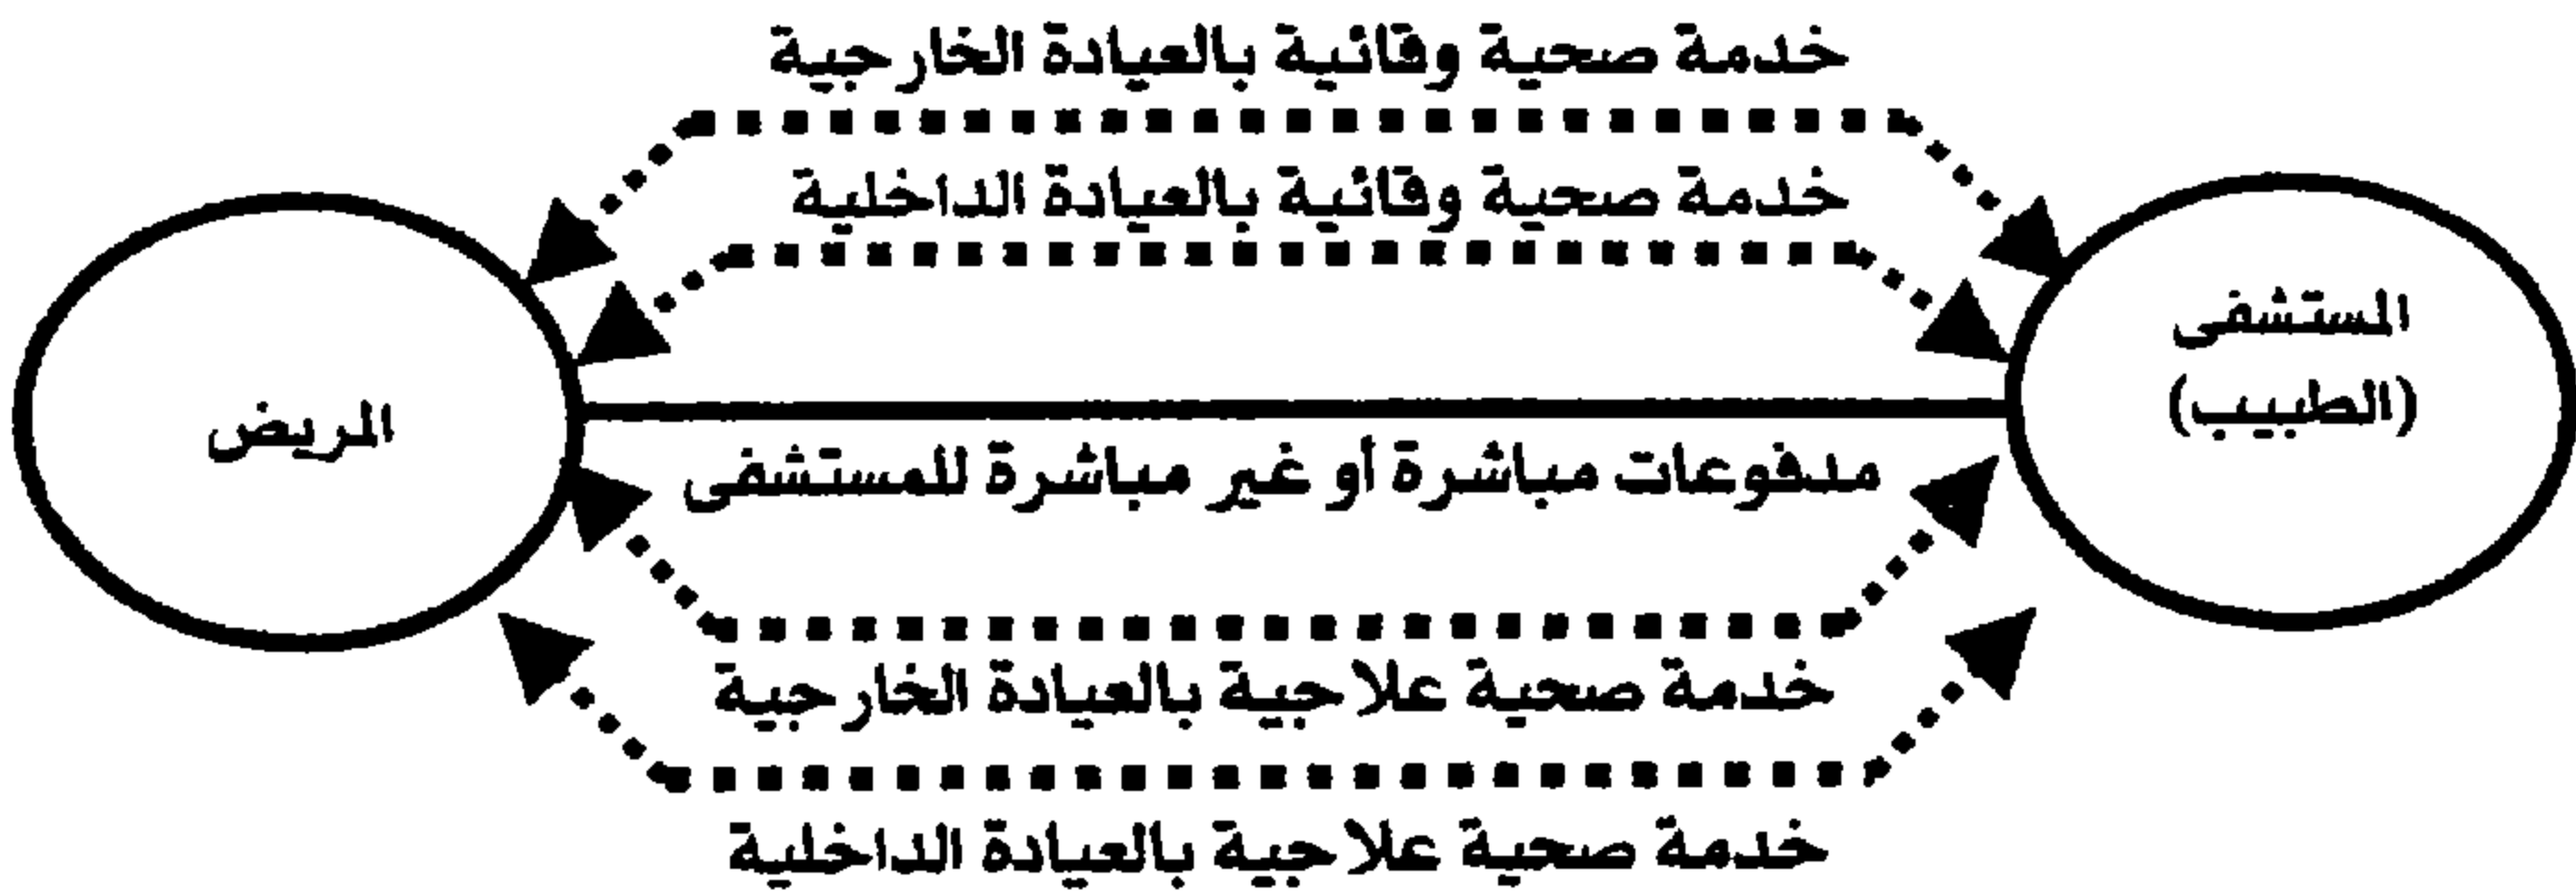 خدمة صحية وقائية بالعيادة الخارجية
خدمة صحية وقائية بالعيادة الداخلية
المستشفى
(الطبيب)
المريض
مدفوعات مباشرة أو غير مباشرة للمستشفى
خدمة صحية علاجية بالعيادة الخارجية
خدمة صحية علاجية بالعيادة الداخلية